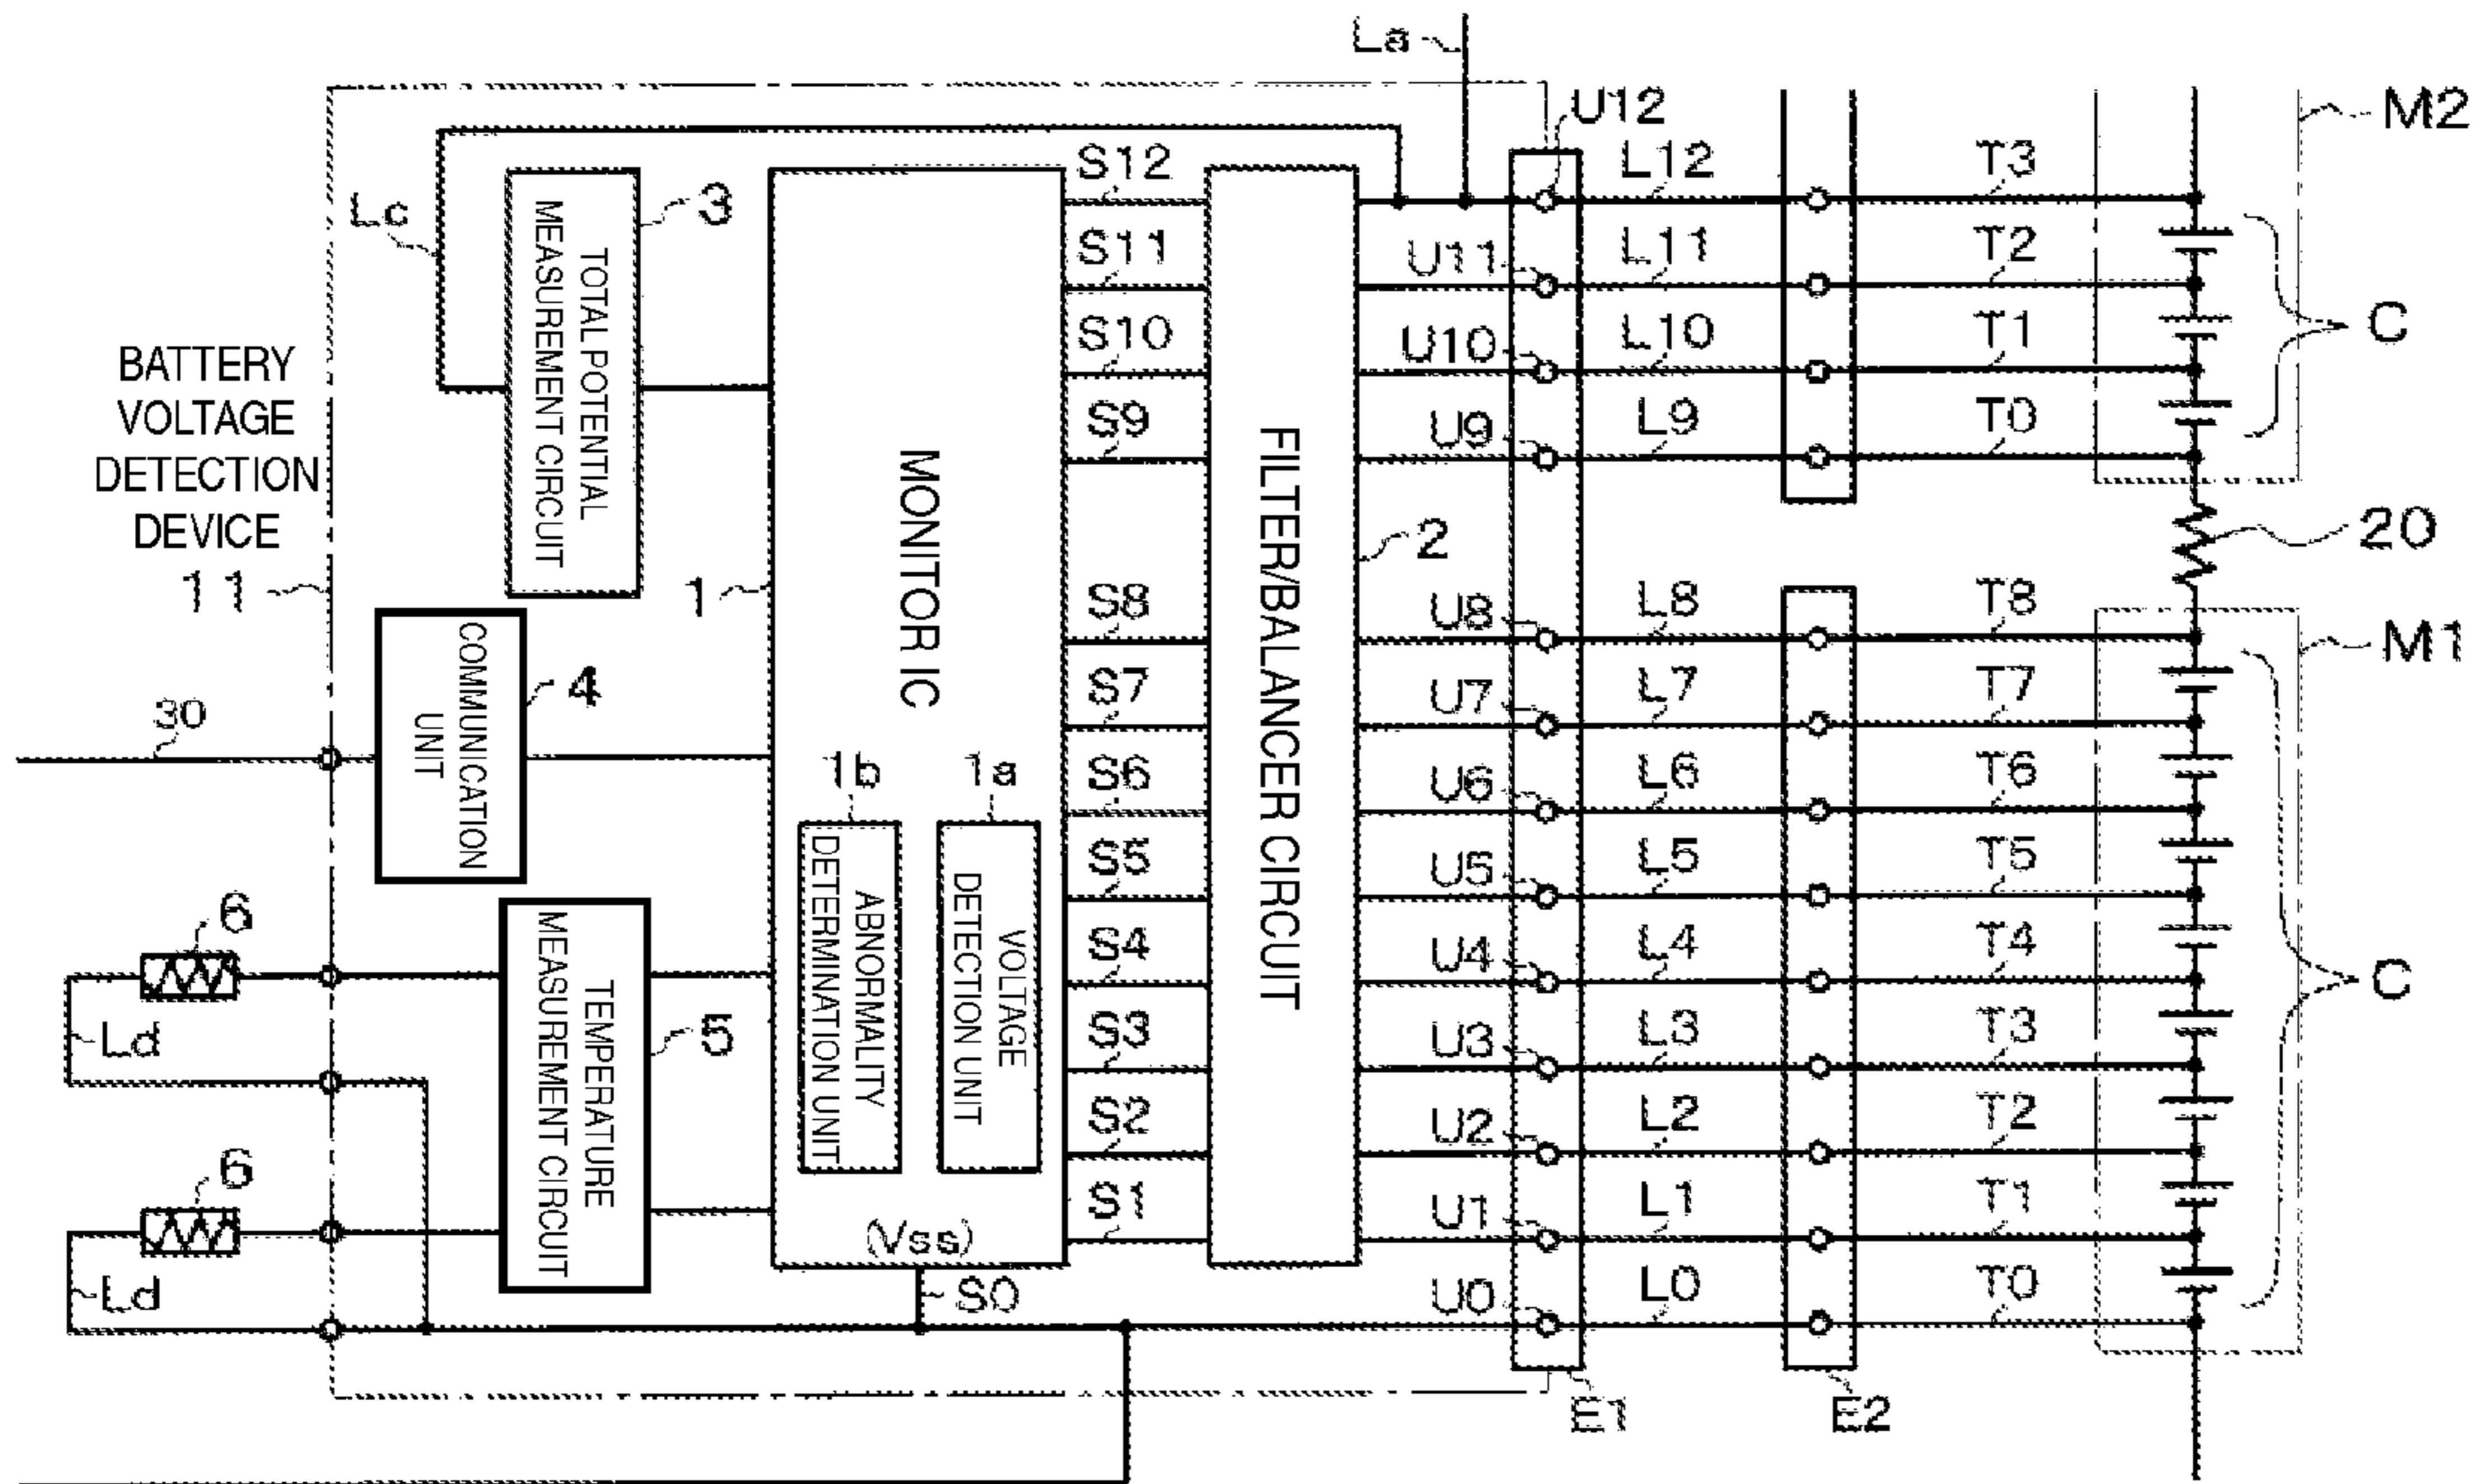 La
U12
M2
S12
L12
T3
Lc
TOTAL POTENTIAL
MEASUREMENT CIRCUIT
3
S11
U11
L11
T2
S10
U10
L10
T1
C
BATTERY
VOLTAGE
DETECTION
DEVICE
11
S9
U9
L9
T0
MONITOR IC
1
FILTER/BALANCER CIRCUIT
2
20
COMMUNICATION
UNIT
4
30
S8
U8
L8
T8
M1
S7
U7
L7
T7
S6
U6
L6
T6
1b
1a
ABNORMALITY
DETERMINATION UNIT
VOLTAGE
DETECTION UNIT
S5
U5
L5
T5
6
S4
U4
L4
T4
C
TEMPERATURE
MEASUREMENT CIRCUIT
5
Ld
S3
U3
L3
T3
S2
U2
L2
T2
6
S1
U1
L1
T1
(Vss)
Ld
S0
U0
L0
T0
E1
E2